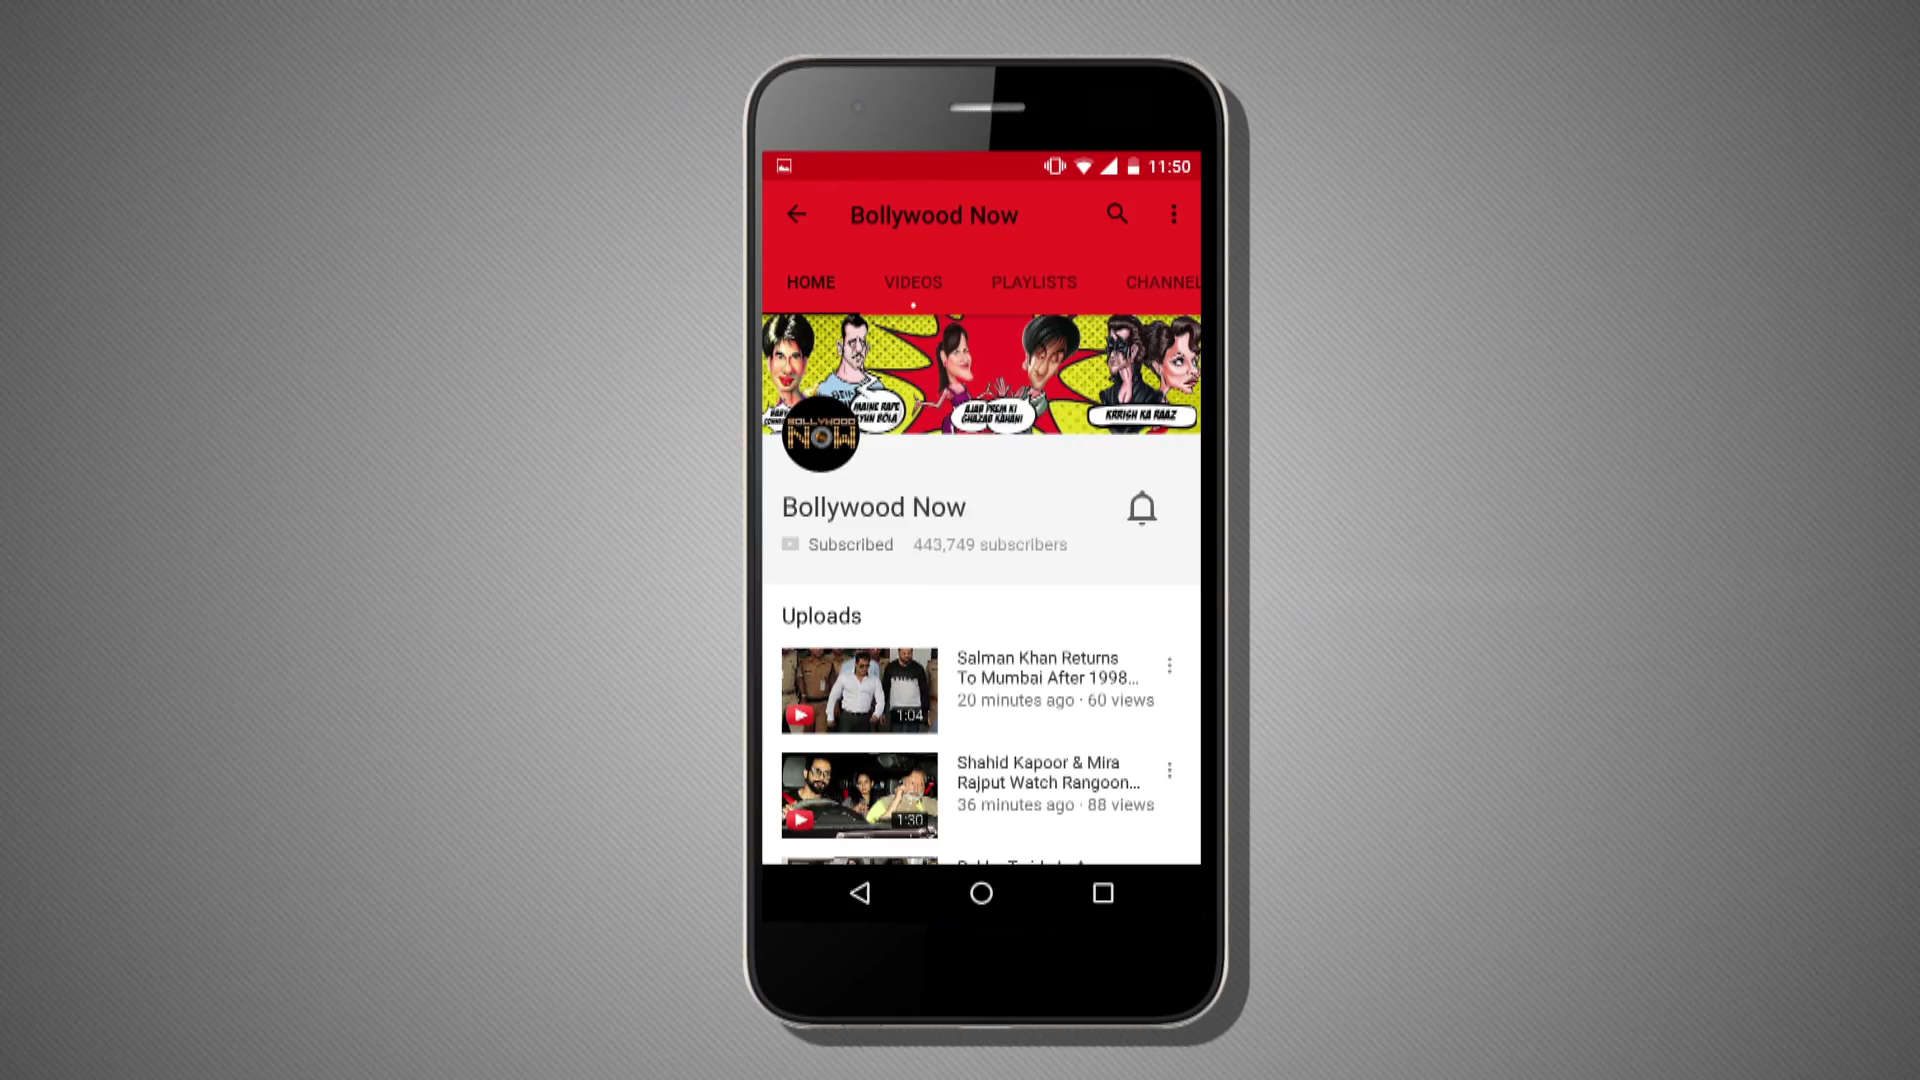 11:50
Bollywood Now
HOME VIDEOS PLAYLISTS CHANNEL
MAINE
BOLA
AJAB PREM KI
GHAZAB KAHANI
KRRISH KA RAAZ
BOLLYWOOD
NOW
Bollywood Now
Subscribed 443,749 subscribers
Uploads
Salman Khan Returns
To Mumbai After 1998...
20 minutes ago · 60 views
1:04
Shahid Kapoor & Mira
Rajput Watch Rangoon...
36 minutes ago · 88 views
1:30